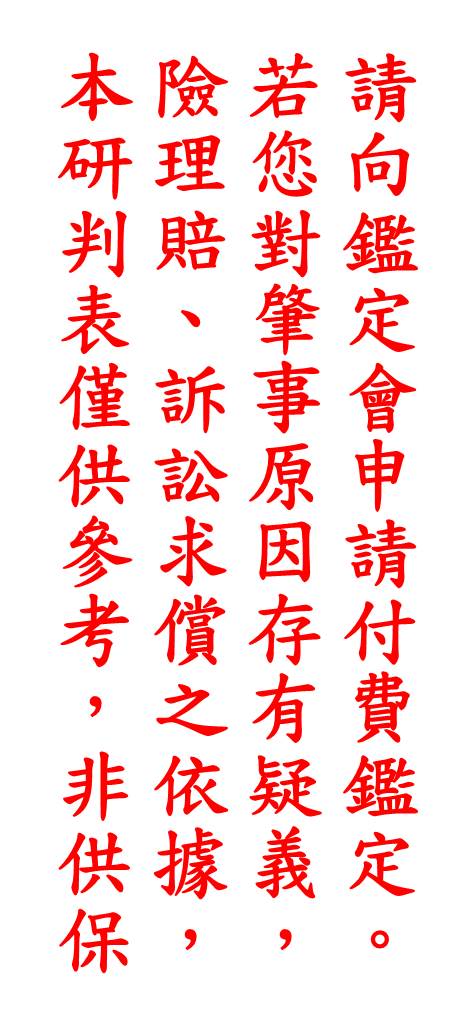 本研判表僅供參考，非供保
險理賠、訴訟求償之依據，
若您對肇事原因存有疑義，
請向鑑定會申請付費鑑定。